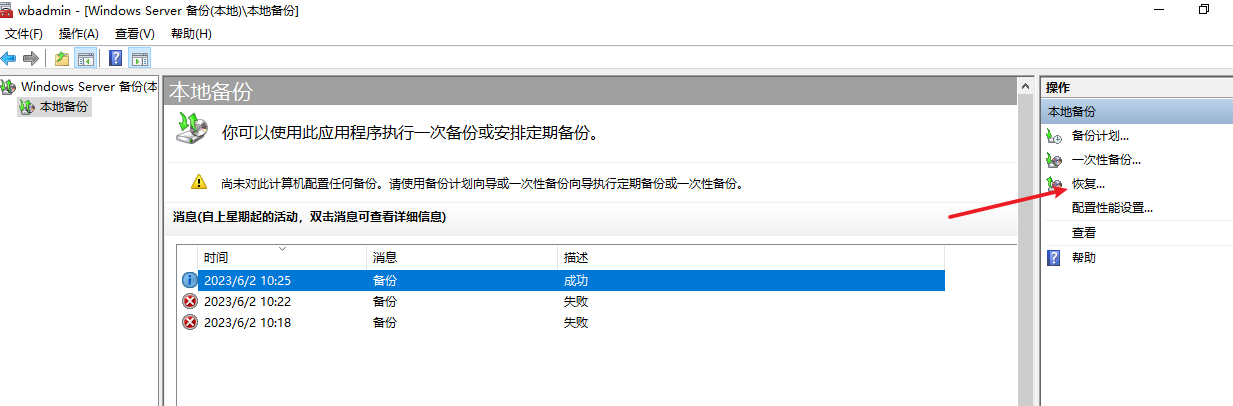 wbadmin - [Windows Server 备份(本地)\本地备份]
文件(F) 操作(A) 查看(V) 帮助(H)
Windows Server 备份(本
本地备份
本地备份
你可以使用此应用程序执行一次备份或安排定期备份。
尚未对此计算机配置任何备份。请使用备份计划向导或一次性备份向导执行定期备份或一次性备份。
消息(自上星期起的活动，双击消息可查看详细信息)
时间 消息 描述
2023/6/2 10:25 备份 成功
2023/6/2 10:22 备份 失败
2023/6/2 10:18 备份 失败
操作
本地备份
备份计划...
一次性备份...
恢复...
配置性能设置...
查看
帮助